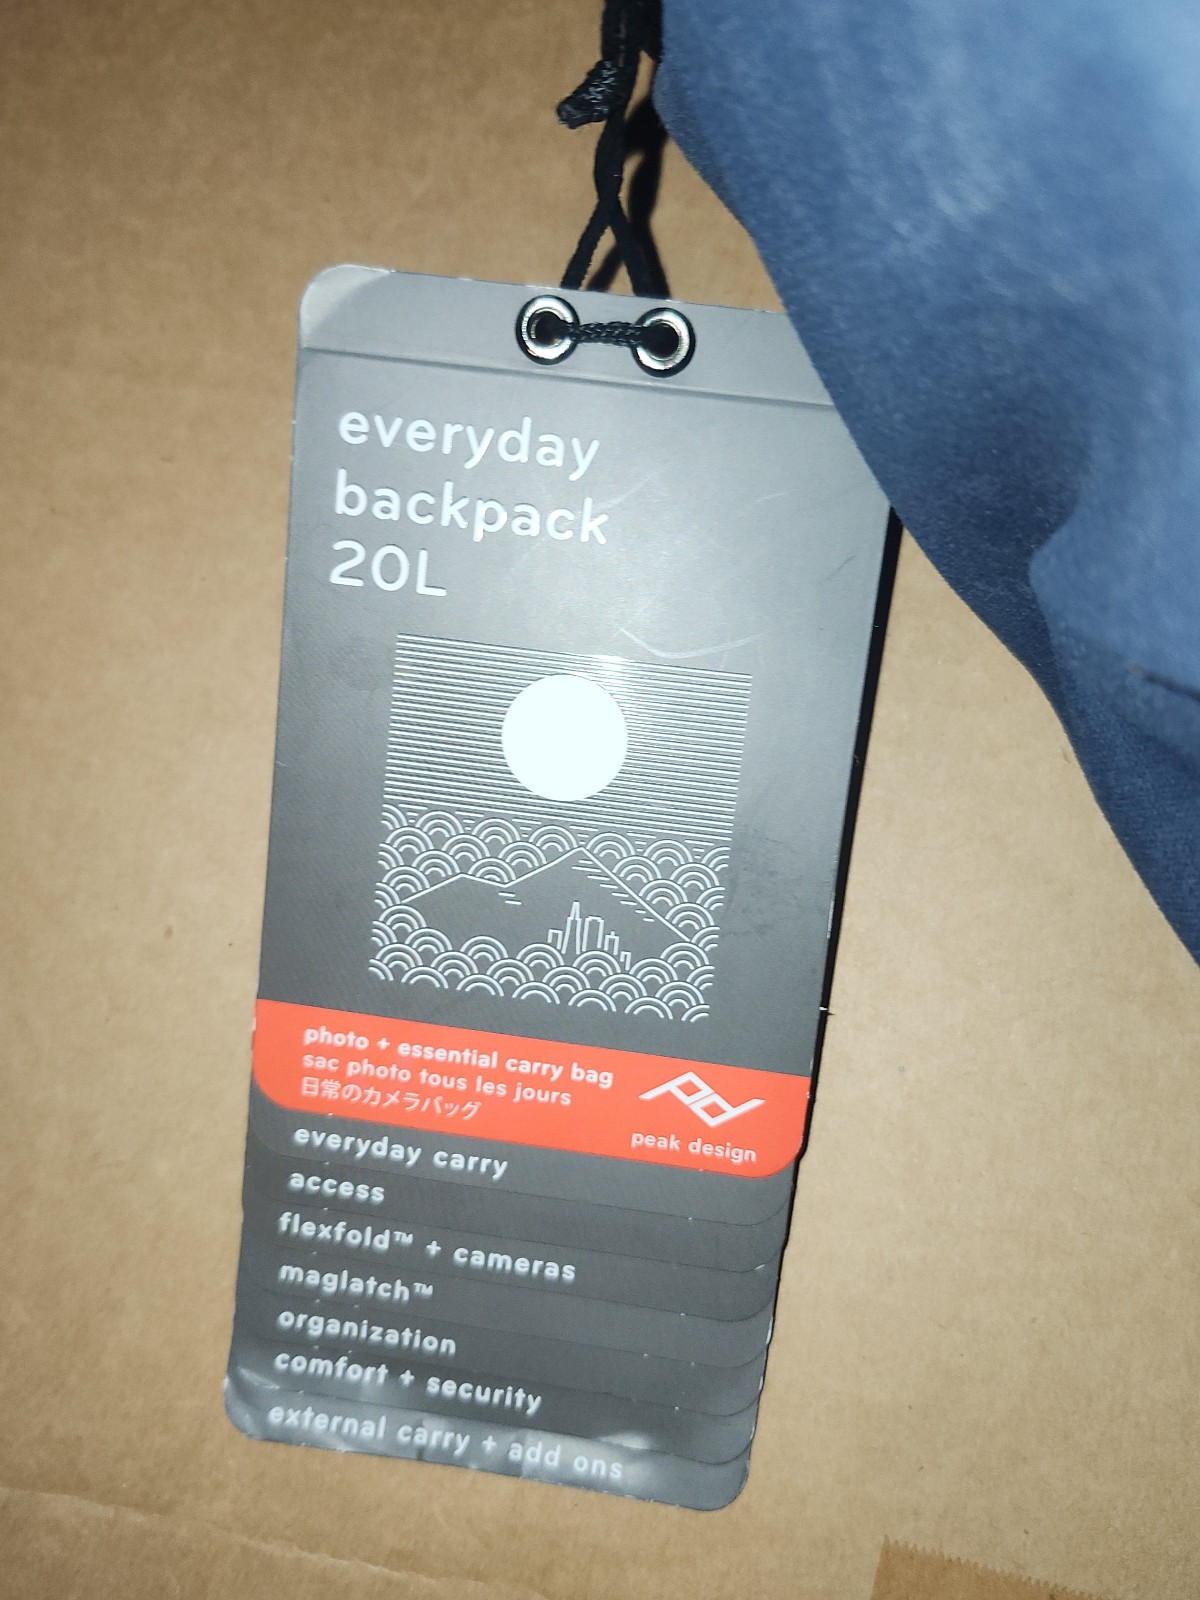 everyday
backpack
20L
photo + essential carry bag
sac photo tous les jours
日常のカメラバッグ
peak design
everyday carry
access
flexfold™ + cameras
maglatch™
organization
comfort + security
external carry + add ons